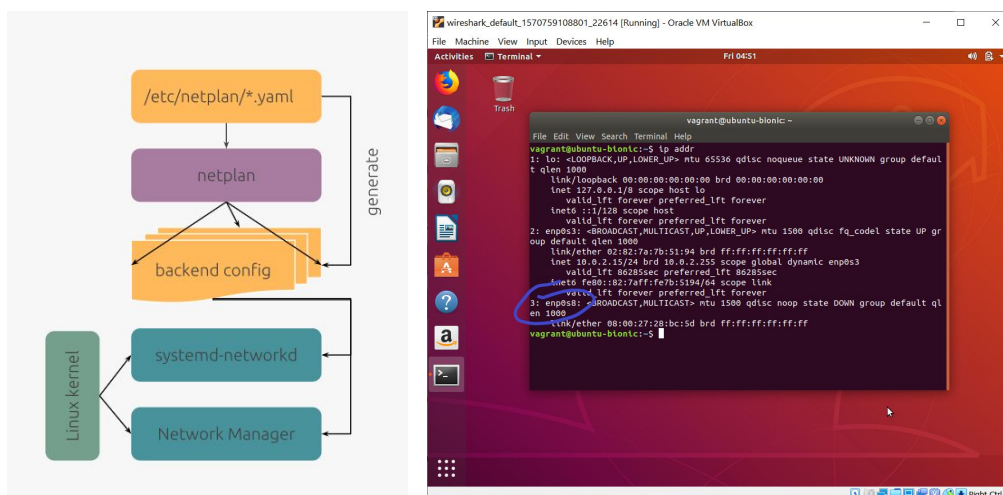 /etc/netplan/*.yaml
netplan
generate
backend config
Linux kernel
systemd-networkd
Network Manager
wireshark_default_1570759108801_22614 [Running] - Oracle VM VirtualBox
File Machine View Input Devices Help
Activities Terminal Fri 04:51
Trash
vagrant@ubuntu-bionic: ~
File Edit View Search Terminal Help
vagrant@ubuntu-bionic:~$ ip addr
1: lo: <LOOPBACK,UP,LOWER_UP> mtu 65536 qdisc noqueue state UNKNOWN group defaul
t qlen 1000
link/loopback 00:00:00:00:00:00 brd 00:00:00:00:00:00
inet 127.0.0.1/8 scope host lo
valid_lft forever preferred_lft forever
inet6 ::1/128 scope host
valid_lft forever preferred_lft forever
2: enp0s3: <BROADCAST,MULTICAST,UP,LOWER_UP> mtu 1500 qdisc fq_codel state UP gr
oup default qlen 1000
link/ether 02:82:7a:7b:51:94 brd ff:ff:ff:ff:ff:ff
inet 10.0.2.15/24 brd 10.0.2.255 scope global dynamic enp0s3
valid_lft 86285sec preferred_lft 86285sec
inet6 fe80::82:7aff:fe7b:5194/64 scope link
valid_lft forever preferred_lft forever
3: enp0s8: <BROADCAST,MULTICAST> mtu 1500 qdisc noop state DOWN group default ql
en 1000
link/ether 08:00:27:28:bc:5d brd ff:ff:ff:ff:ff:ff
vagrant@ubuntu-bionic:~$
Right Ctrl